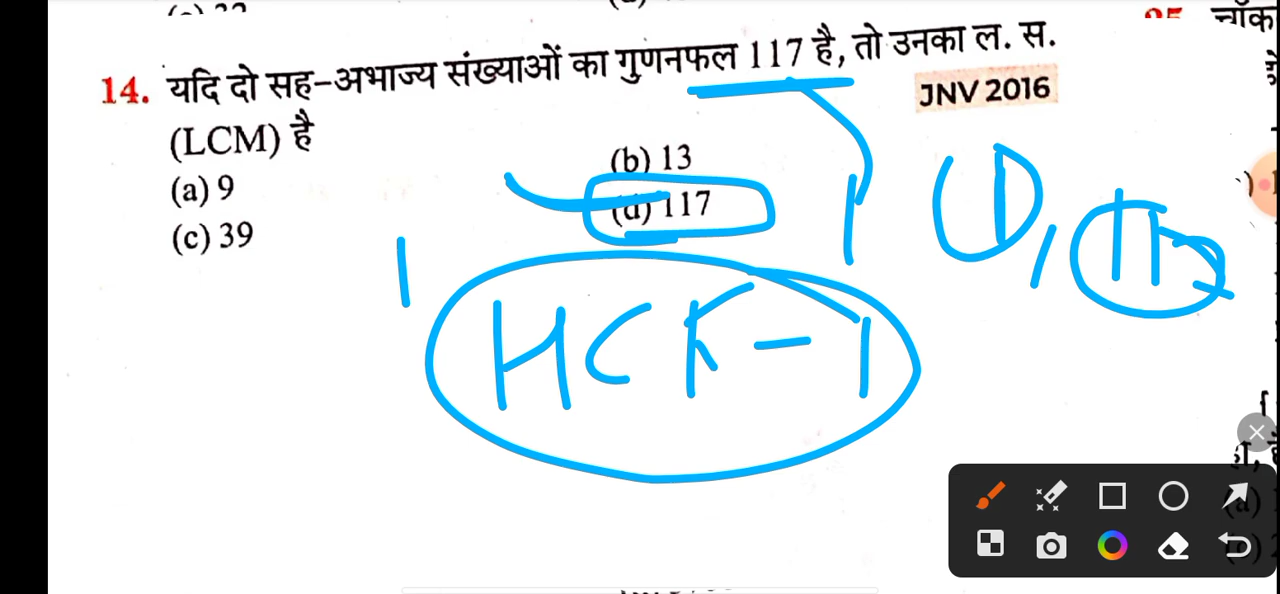 14. यदि दो सह-अभाज्य संख्याओं का गुणनफल 117 है, तो उनका ल. स.
(LCM) है
JNV 2016
(a) 9
(b) 13
(c) 39
(d) 117
HCF-1